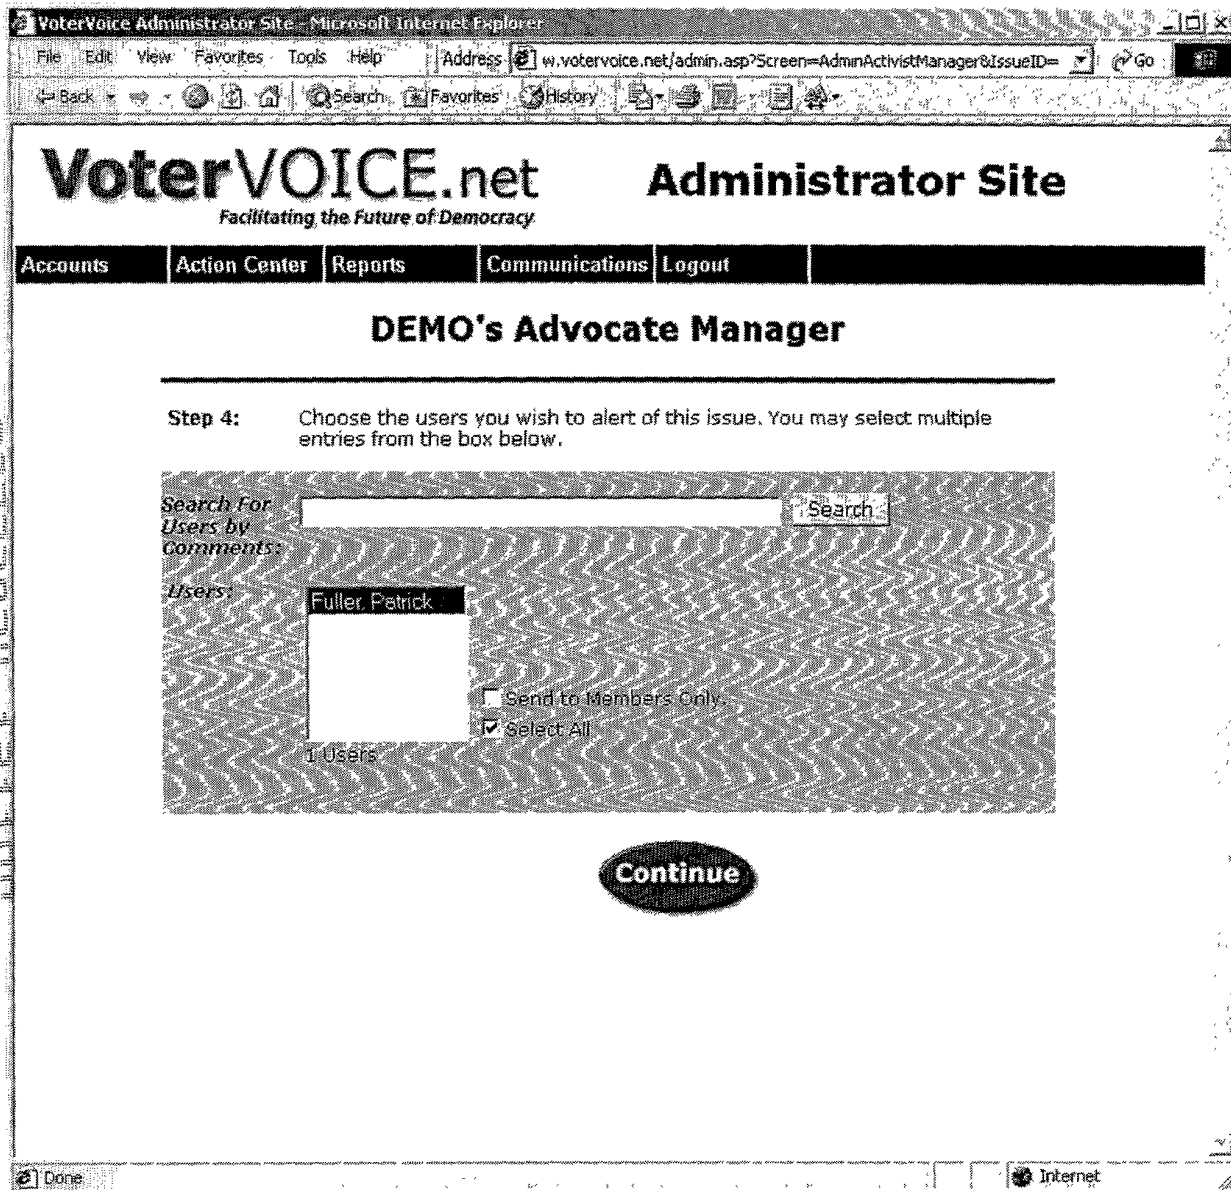 VoterVoice Administrator Site - Microsoft Internet Explorer
File Edit View Favorites Tools Help Address w.votervoice.net/admin.asp?Screen=AdminActivistManager&IssueID= Go
Back Search Favorites History
VoterVOICE.net Administrator Site
Facilitating the Future of Democracy
Accounts Action Center Reports Communications Logout
DEMO's Advocate Manager
Step 4: Choose the users you wish to alert of this issue. You may select multiple
entries from the box below.
Search For
Users by
Comments:
Search
Users:
Fuller, Patrick
Send to Members Only.
Select All
1 Users
Continue
Done Internet